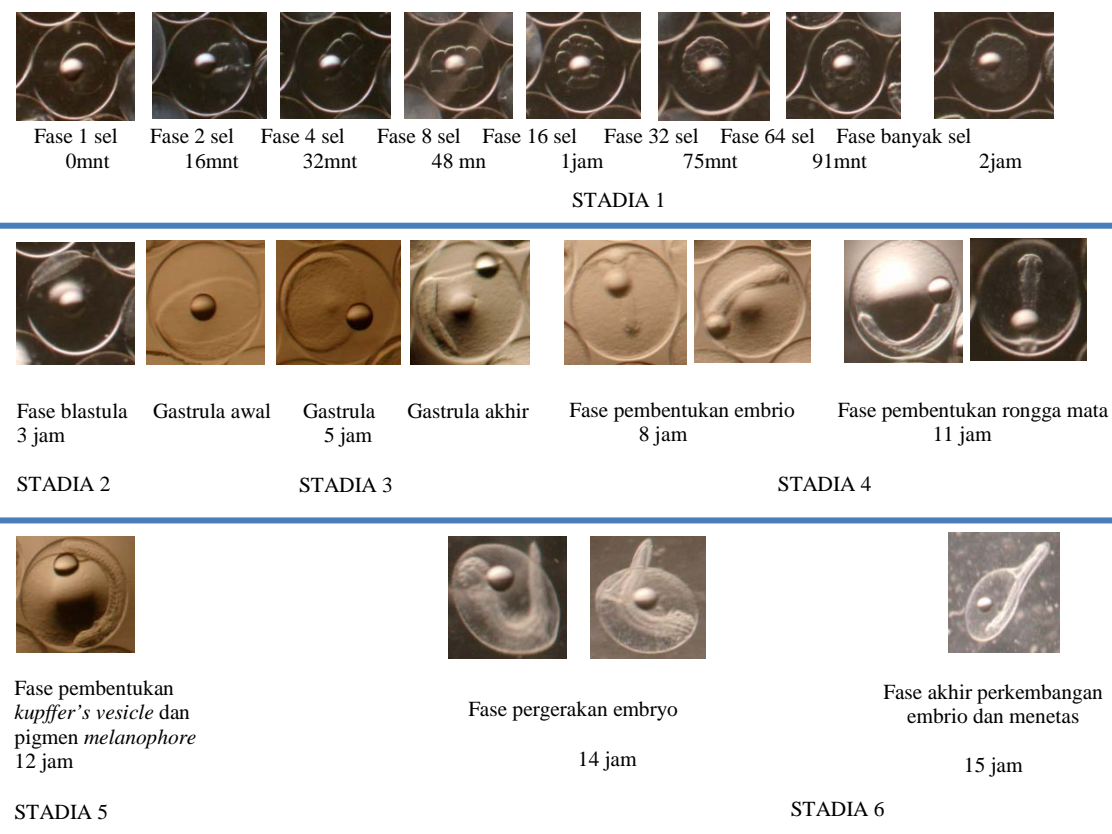 Fase 1 sel Fase 2 sel Fase 4 sel Fase 8 sel Fase 16 sel Fase 32 sel Fase 64 sel Fase banyak sel
0mnt 16mnt 32mnt 48 mn 1jam 75mnt 91mnt 2jam
STADIA 1
Fase blastula Gastrula awal Gastrula Gastrula akhir Fase pembentukan embrio Fase pembentukan rongga mata
3 jam 5 jam 8 jam 11 jam
STADIA 2 STADIA 3 STADIA 4
Fase pembentukan
kupffer's vesicle dan
pigmen melanophore
12 jam
Fase pergerakan embryo
14 jam
Fase akhir perkembangan
embrio dan menetas
15 jam
STADIA 5 STADIA 6